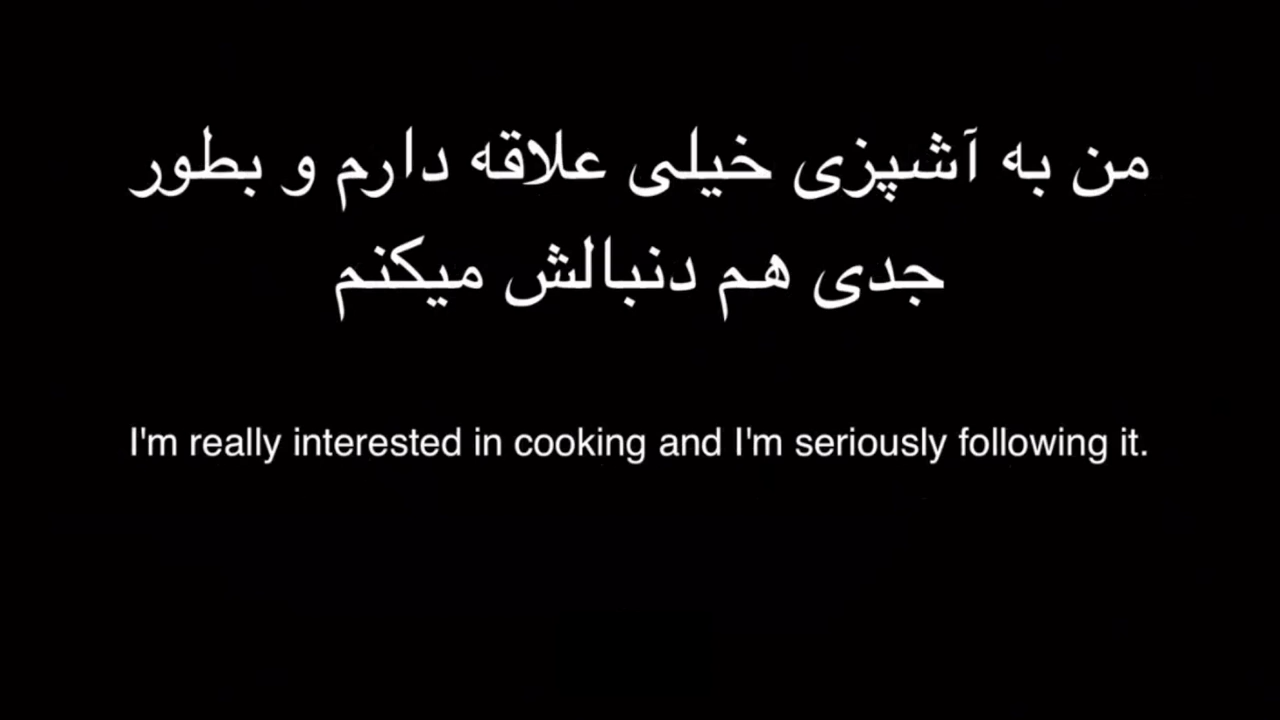 من به آشپزی خیلی علاقه دارم و بطور
جدی هم دنبالش میکنم
I'm really interested in cooking and I'm seriously following it.